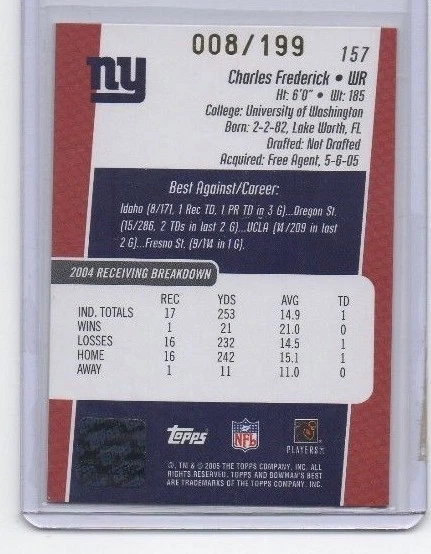 008/199
157
ny
Charles Frederick • WR
Ht: 6'0" • Wt: 185
College: University of Washington
Born: 2-2-82, Lake Worth, FL
Drafted: Not Drafted
Acquired: Free Agent, 5-6-05
Best Against/Career:
Idaho (8/171, 1 Rec TD, 1 PR TD in 3 G)...Oregon St.
(15/286, 2 TDs in last 2 G)...UCLA (14/209 in last
2 G)...Fresno St. (9/114 in 1 G).
2004 RECEIVING BREAKDOWN
REC YDS AVG TD
IND. TOTALS 17 253 14.9 1
WINS 1 21 21.0 0
LOSSES 16 232 14.5 1
HOME 16 242 15.1 1
AWAY 1 11 11.0 0
topps NFL PLAYERS
®, TM & © 2005 THE TOPPS COMPANY, INC. ALL
RIGHTS RESERVED. TOPPS AND BOWMAN'S BEST
ARE TRADEMARKS OF THE TOPPS COMPANY, INC.